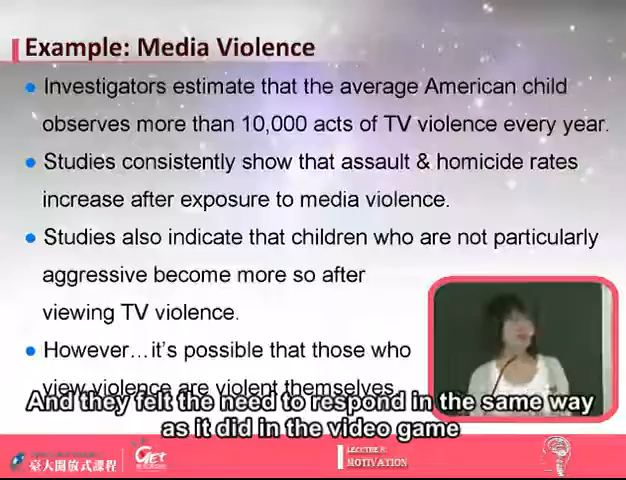 Example: Media Violence
Investigators estimate that the average American child
observes more than 10,000 acts of TV violence every year.
Studies consistently show that assault & homicide rates
increase after exposure to media violence.
Studies also indicate that children who are not particularly
aggressive become more so after
viewing TV violence.
However...it's possible that those who
view violence are violent themselves
And they felt the need to respond in the same way
as it did in the video game
臺大開放式課程
GET
LECTURE 8:
MOTIVATION